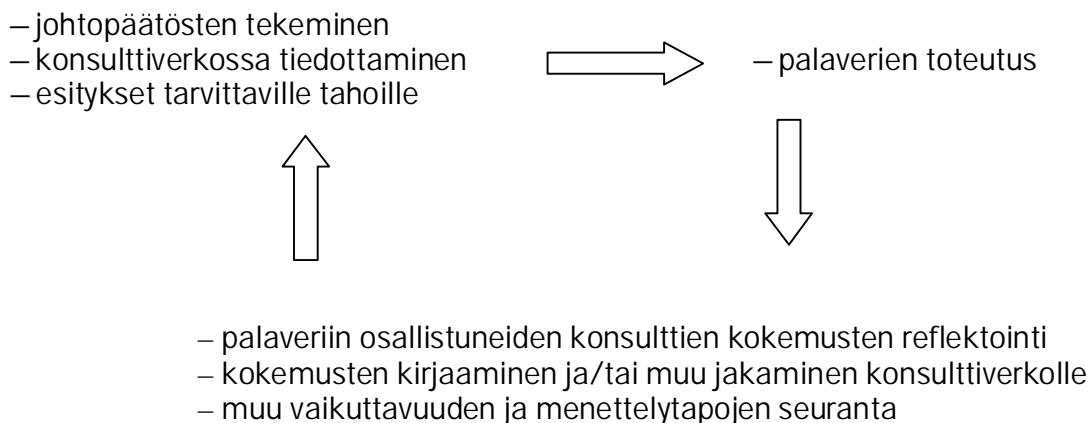 – johtopäätösten tekeminen
– konsulttiverkossa tiedottaminen
– esitykset tarvittaville tahoille
– palaverien toteutus
– palaveriin osallistuneiden konsulttien kokemusten reflektointi
– kokemusten kirjaaminen ja/tai muu jakaminen konsulttiverkolle
– muu vaikuttavuuden ja menettelytapojen seuranta